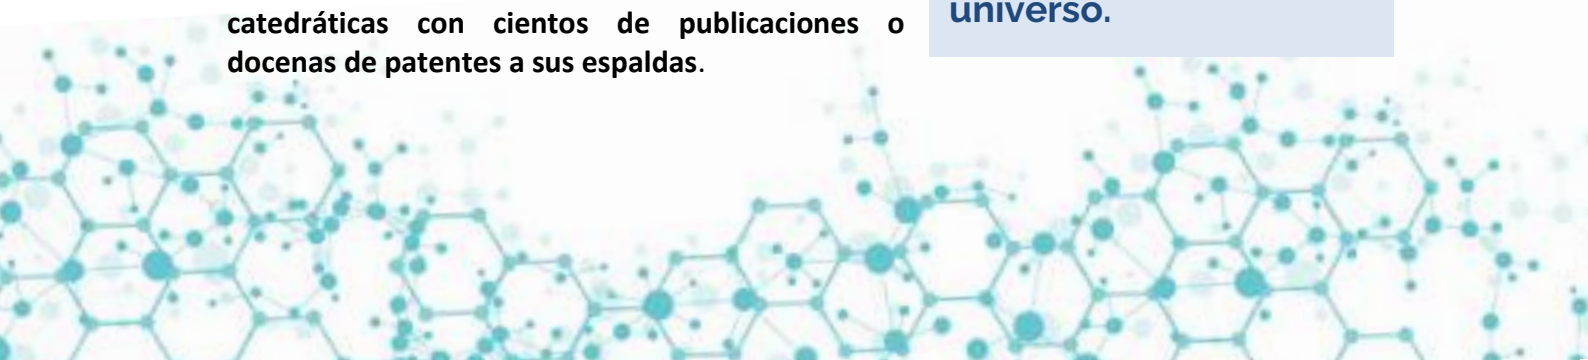 catedráticas con cientos de publicaciones o
docenas de patentes a sus espaldas.
universo.